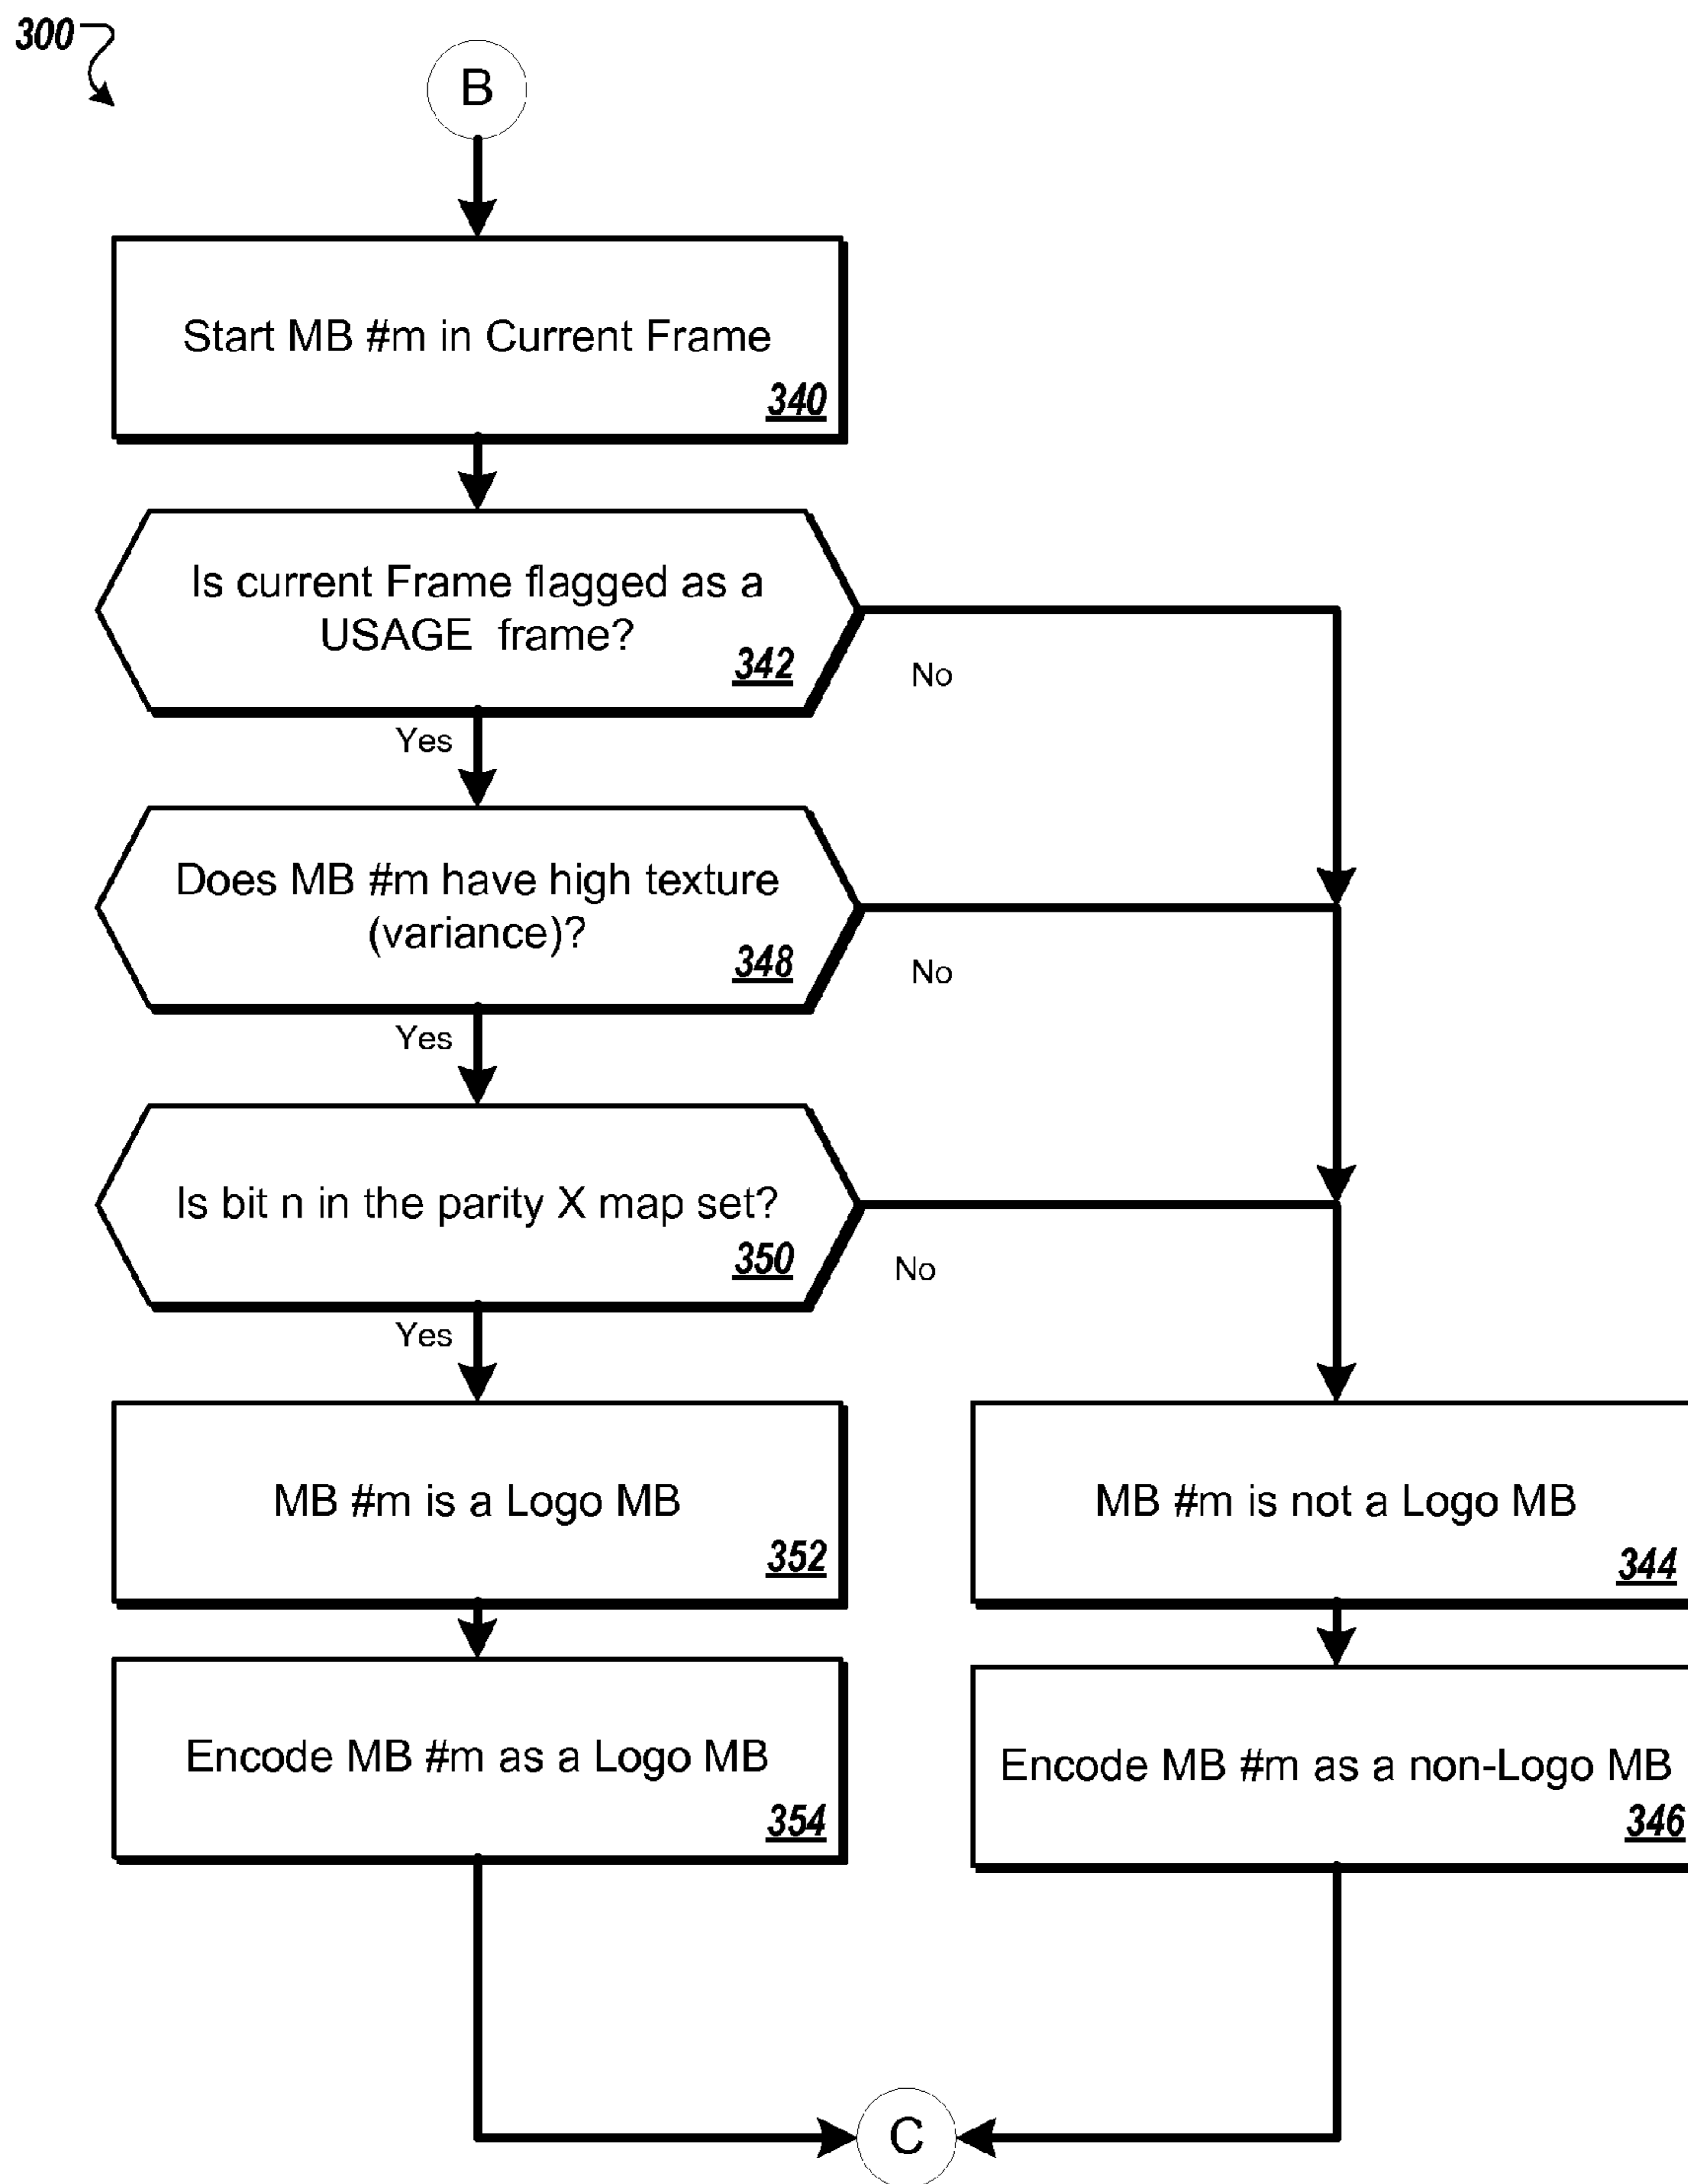 300
B
Start MB #m in Current Frame
340
Is current Frame flagged as a
USAGE frame?
342
No
Yes
Does MB #m have high texture
(variance)?
348
No
Yes
Is bit n in the parity X map set?
350
No
Yes
MB #m is a Logo MB
352
MB #m is not a Logo MB
344
Encode MB #m as a Logo MB
354
Encode MB #m as a non-Logo MB
346
C